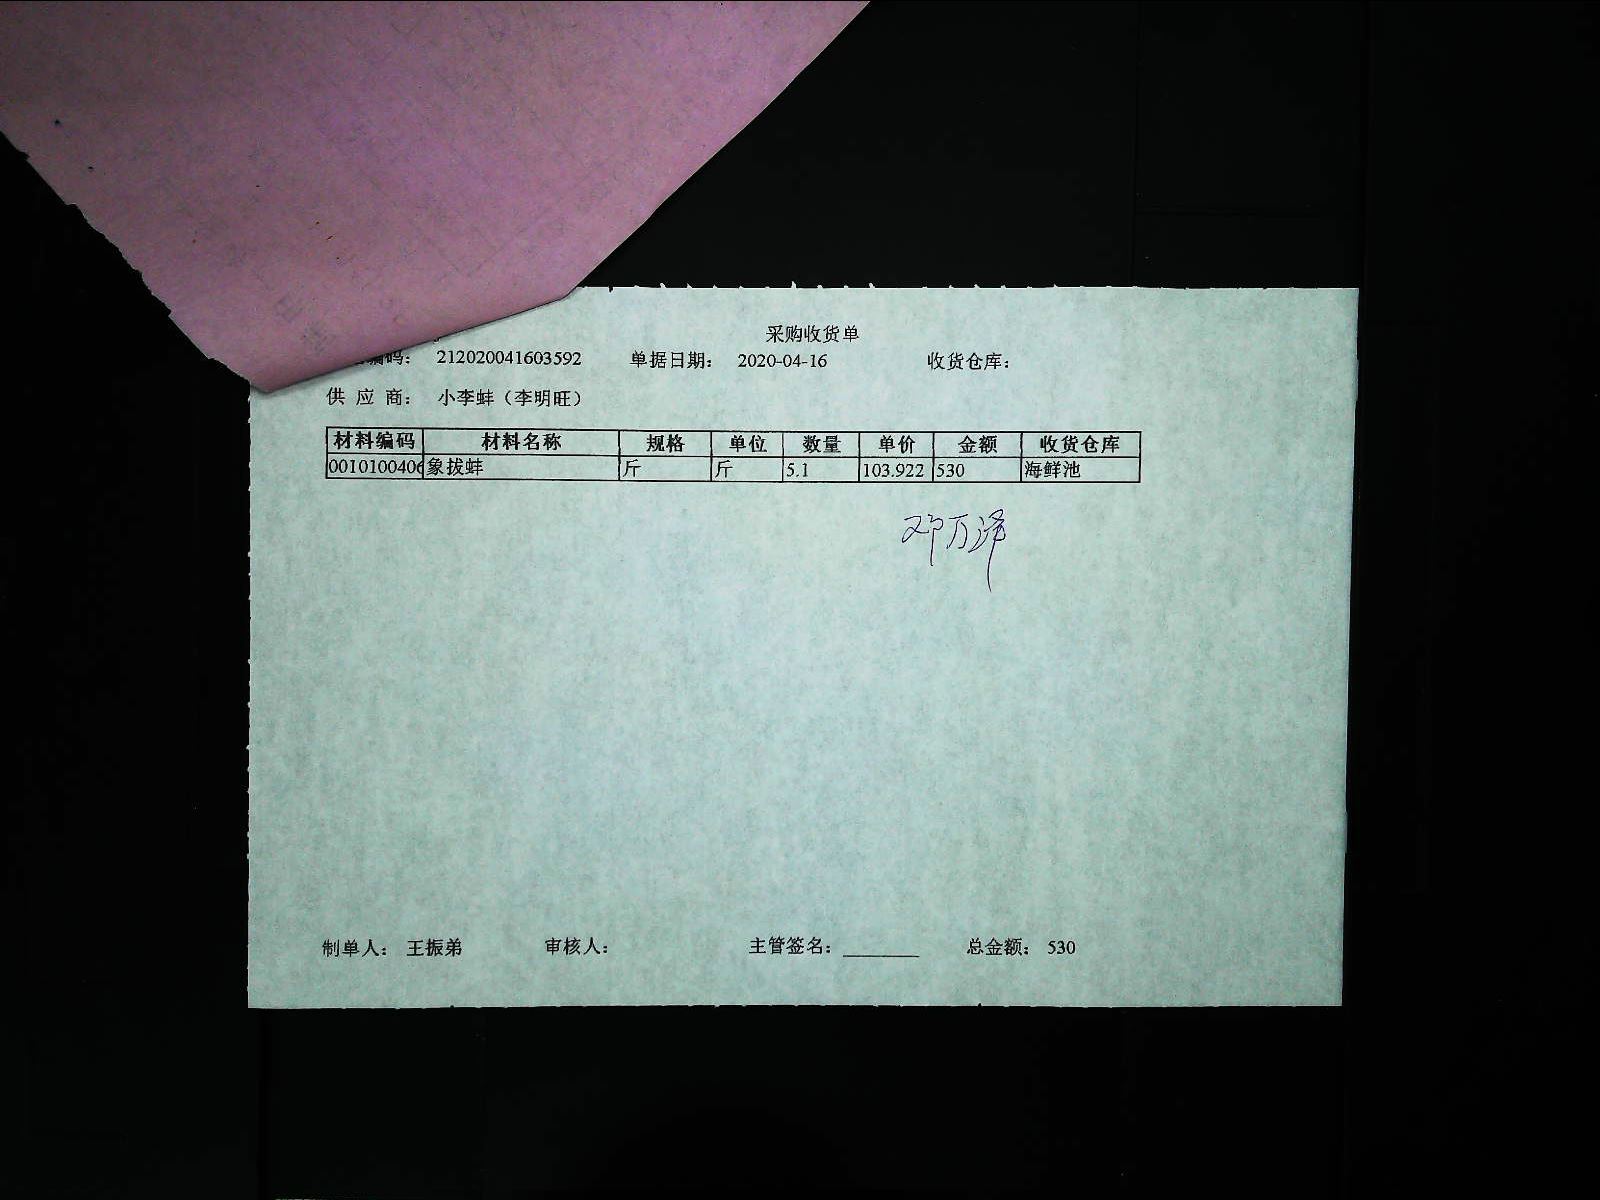 采购收货单
编码： 212020041603592 单据日期： 2020-04-16 收货仓库：
供 应 商： 小李蚌（李明旺）
材料编码 材料名称 规格 单位 数量 单价 金额 收货仓库
0010100406 象拔蚌 斤 斤 5.1 103.922 530 海鲜池
邓万泽
制单人： 王振弟 审核人： 主管签名： 总金额： 530